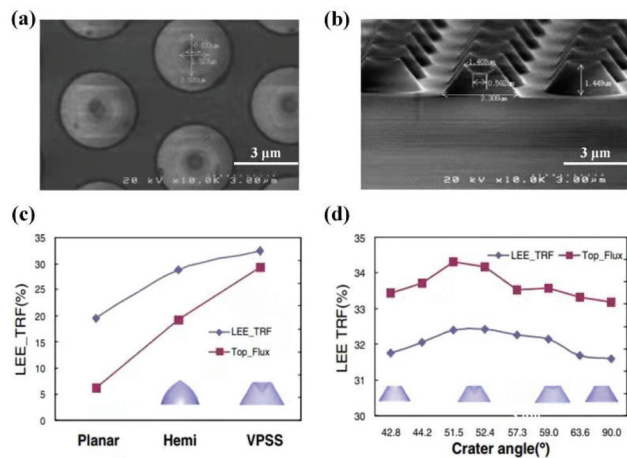 (a)
3 μm
20 kV x10.0K 3.00μm
(b)
1.449um
3 μm
20 kV x10.0K 3.00μm
(c)
LEE_TRF(%)
35
30
25
20
15
10
5
0
LEE_TRF
Top_Flux
Planar Hemi VPSS
(d)
LEE TRF(%)
35
34
33
32
31
30
LEE_TRF Top_Flux
42.8 44.2 51.5 52.4 57.3 59.0 63.6 90.0
Crater angle(°)